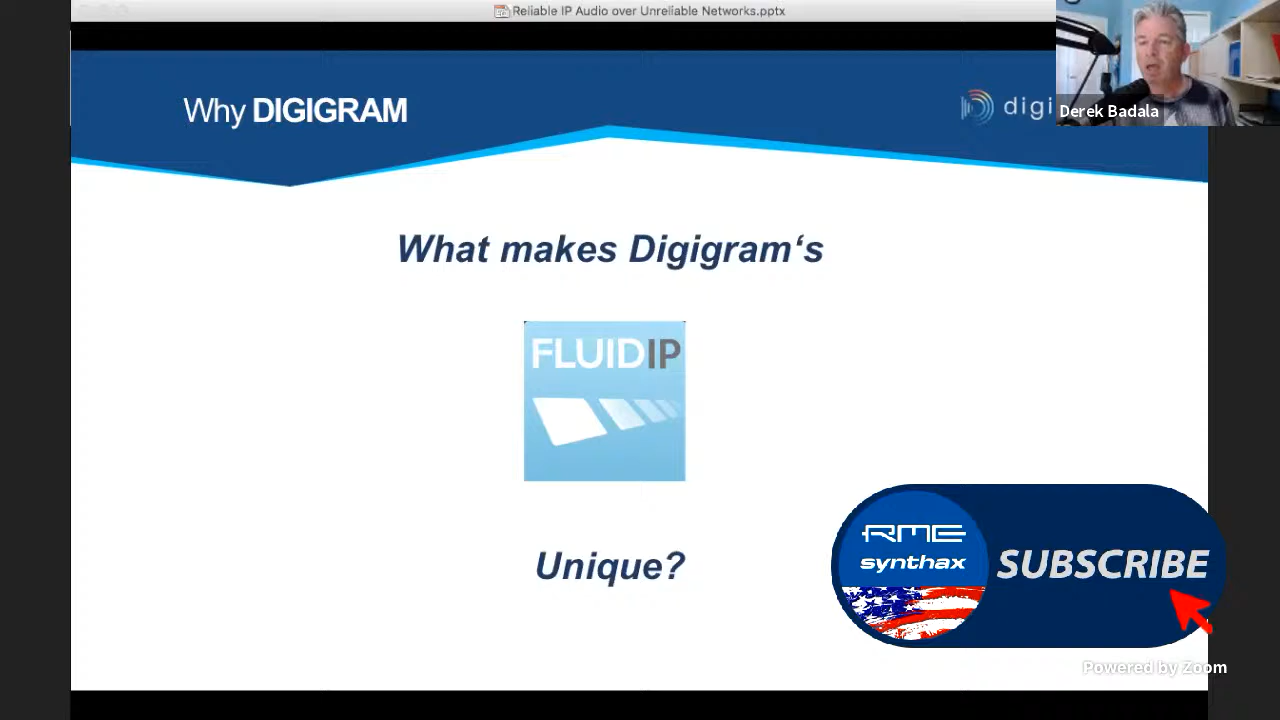 Reliable IP Audio over Unreliable Networks.pptx
Why DIGIGRAM
digi
Derek Badala
What makes Digigram‘s
FLUIDIP
Unique?
RME
synthax
SUBSCRIBE
Powered by Zoom